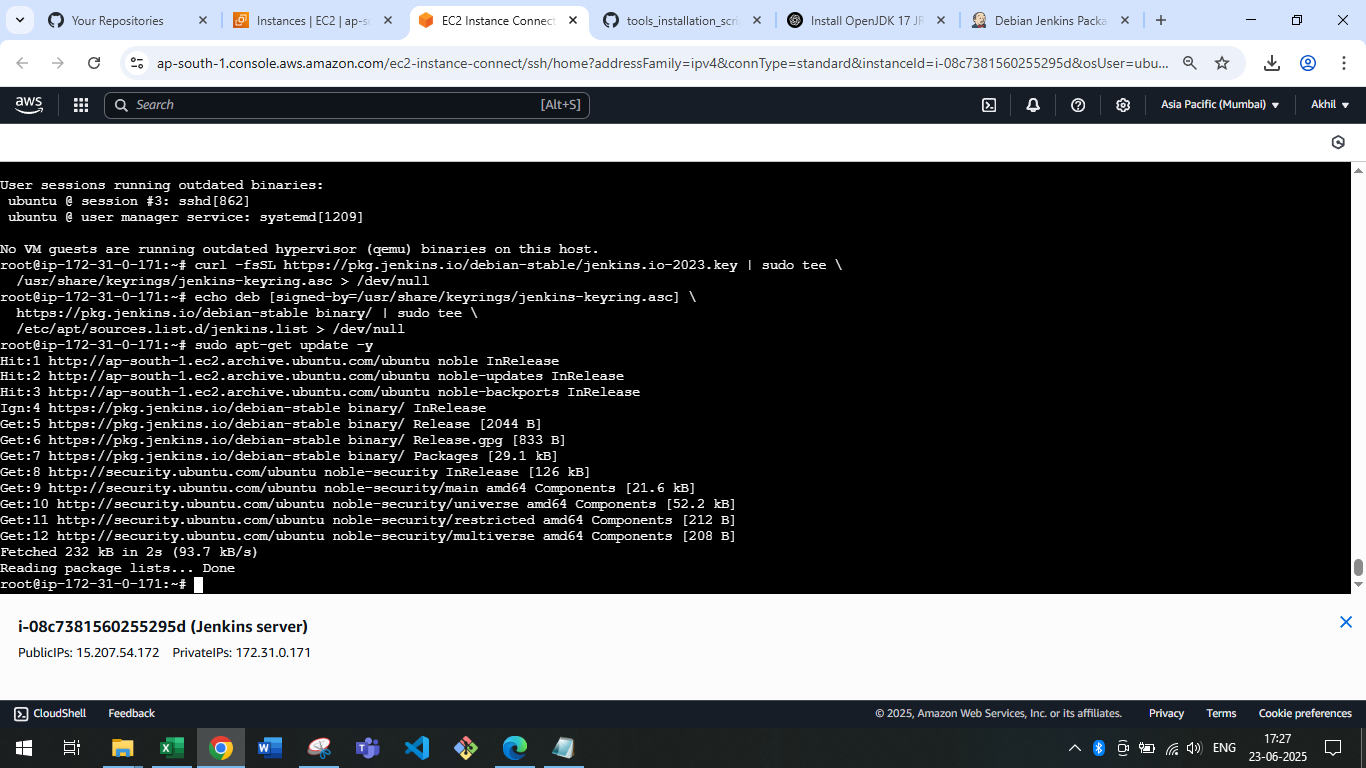 Your Repositories
Instances | EC2 | ap-s
EC2 Instance Connect
tools_installation_scri
Install OpenJDK 17 JR
Debian Jenkins Packa
ap-south-1.console.aws.amazon.com/ec2-instance-connect/ssh/home?addressFamily=ipv4&connType=standard&instanceId=i-08c7381560255295d&osUser=ubu...
aws
Search
[Alt+S]
Asia Pacific (Mumbai)
Akhil
User sessions running outdated binaries:
ubuntu @ session #3: sshd[862]
ubuntu @ user manager service: systemd[1209]
No VM guests are running outdated hypervisor (qemu) binaries on this host.
root@ip-172-31-0-171:~# curl -fsSL https://pkg.jenkins.io/debian-stable/jenkins.io-2023.key | sudo tee \
/usr/share/keyrings/jenkins-keyring.asc > /dev/null
root@ip-172-31-0-171:~# echo deb [signed-by=/usr/share/keyrings/jenkins-keyring.asc] \
https://pkg.jenkins.io/debian-stable binary/ | sudo tee \
/etc/apt/sources.list.d/jenkins.list > /dev/null
root@ip-172-31-0-171:~# sudo apt-get update -y
Hit:1 http://ap-south-1.ec2.archive.ubuntu.com/ubuntu noble InRelease
Hit:2 http://ap-south-1.ec2.archive.ubuntu.com/ubuntu noble-updates InRelease
Hit:3 http://ap-south-1.ec2.archive.ubuntu.com/ubuntu noble-backports InRelease
Ign:4 https://pkg.jenkins.io/debian-stable binary/ InRelease
Get:5 https://pkg.jenkins.io/debian-stable binary/ Release [2044 B]
Get:6 https://pkg.jenkins.io/debian-stable binary/ Release.gpg [833 B]
Get:7 https://pkg.jenkins.io/debian-stable binary/ Packages [29.1 kB]
Get:8 http://security.ubuntu.com/ubuntu noble-security InRelease [126 kB]
Get:9 http://security.ubuntu.com/ubuntu noble-security/main amd64 Components [21.6 kB]
Get:10 http://security.ubuntu.com/ubuntu noble-security/universe amd64 Components [52.2 kB]
Get:11 http://security.ubuntu.com/ubuntu noble-security/restricted amd64 Components [212 B]
Get:12 http://security.ubuntu.com/ubuntu noble-security/multiverse amd64 Components [208 B]
Fetched 232 kB in 2s (93.7 kB/s)
Reading package lists... Done
root@ip-172-31-0-171:~#
i-08c7381560255295d (Jenkins server)
PublicIPs: 15.207.54.172 PrivateIPs: 172.31.0.171
CloudShell
Feedback
© 2025, Amazon Web Services, Inc. or its affiliates.
Privacy
Terms
Cookie preferences
ENG
17:27
23-06-2025